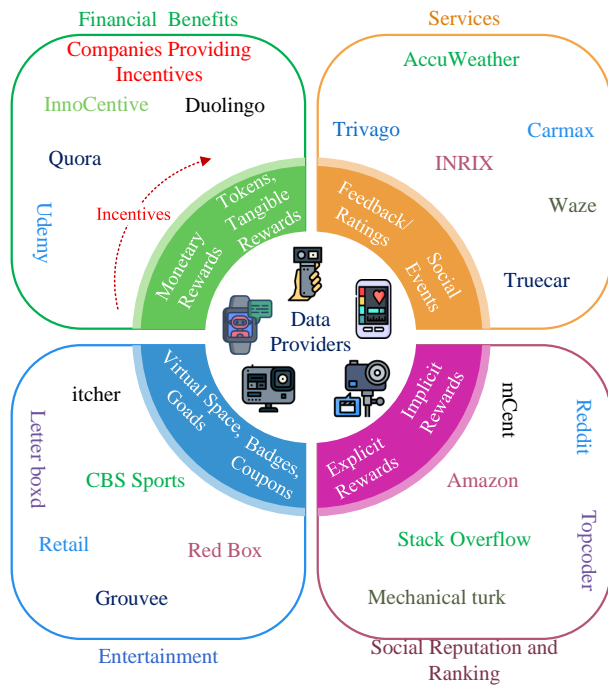 Financial Benefits
Companies Providing
Incentives
InnoCentive
Duolingo
Quora
Udemy
Incentives
Monetary
Rewards
Tokens,
Tangible
Rewards
Services
AccuWeather
Trivago
Carmax
INRIX
Waze
Truecar
Feedback/
Ratings
Social
Events
Data
Providers
itcher
Letter boxd
CBS Sports
Retail
Red Box
Grouvee
Virtual Space, Badges,
Goads
Coupons
Entertainment
Explicit
Rewards
Implicit
Rewards
mCent
Reddit
Amazon
Stack Overflow
Topcoder
Mechanical turk
Social Reputation and
Ranking